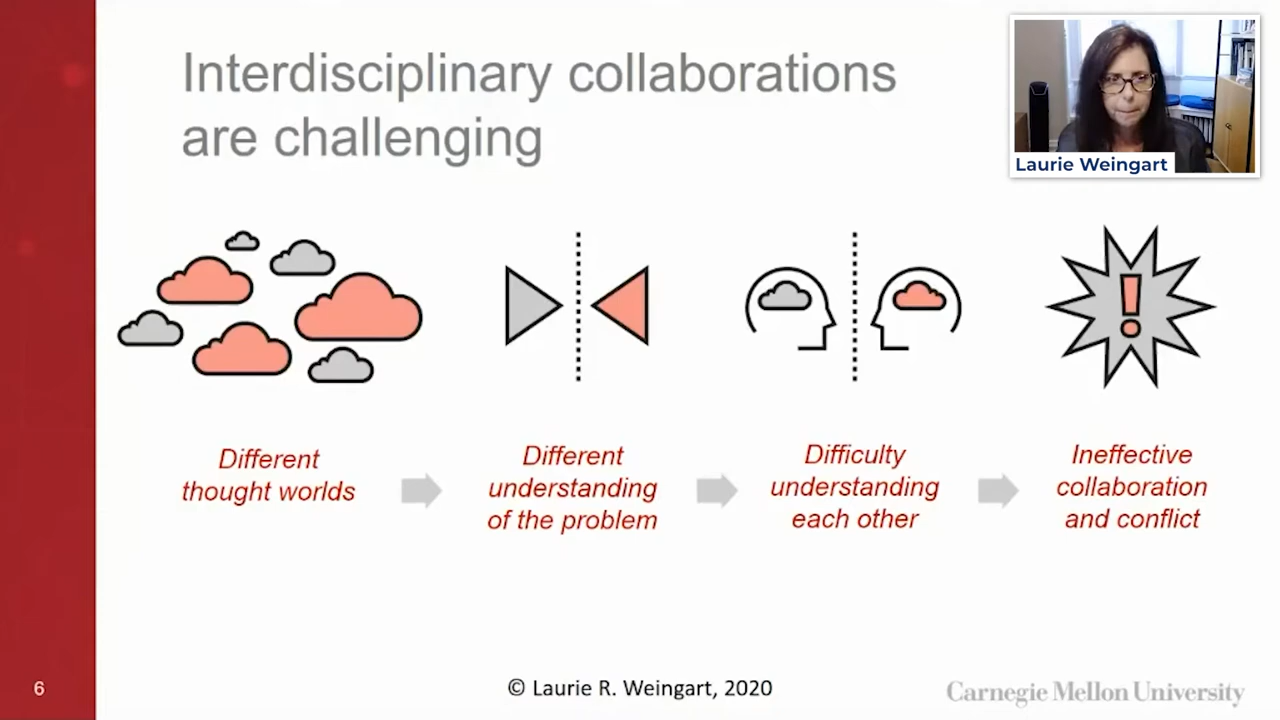 Interdisciplinary collaborations
are challenging
Laurie Weingart
!
Different
thought worlds
Different
understanding
of the problem
Difficulty
understanding
each other
Ineffective
collaboration
and conflict
6
© Laurie R. Weingart, 2020
Carnegie Mellon University